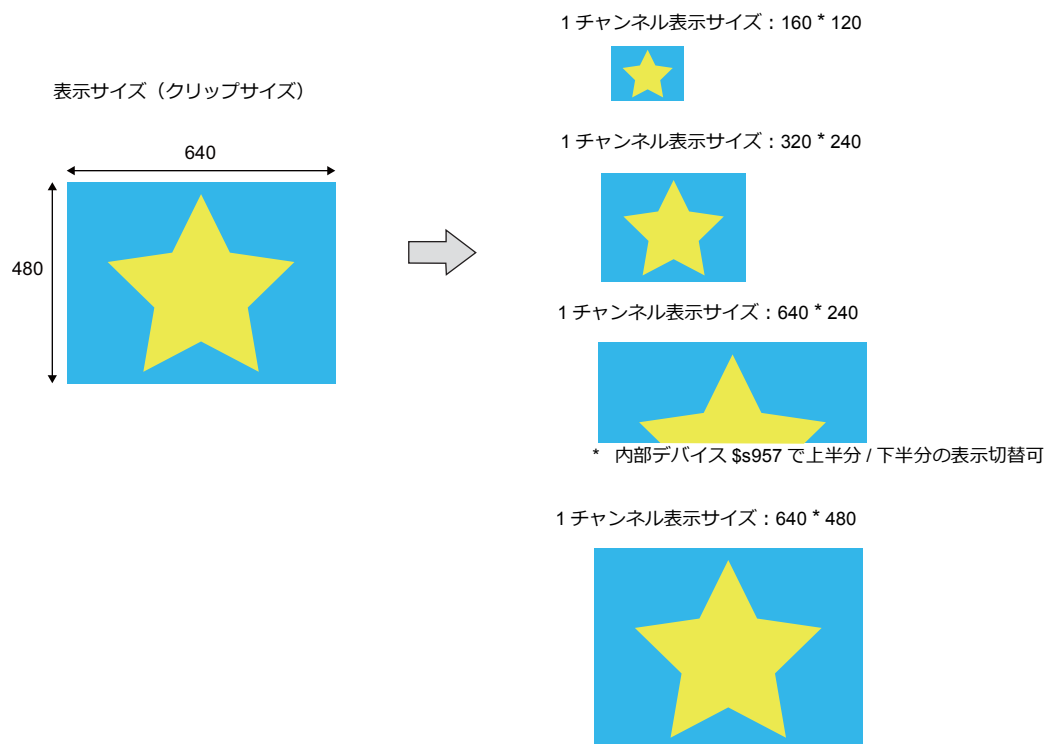 表示サイズ（クリップサイズ）
640
480
1 チャンネル表示サイズ：160 * 120
1 チャンネル表示サイズ：320 * 240
1 チャンネル表示サイズ：640 * 240
* 内部デバイス $s957 で上半分 / 下半分の表示切替可
1 チャンネル表示サイズ：640 * 480